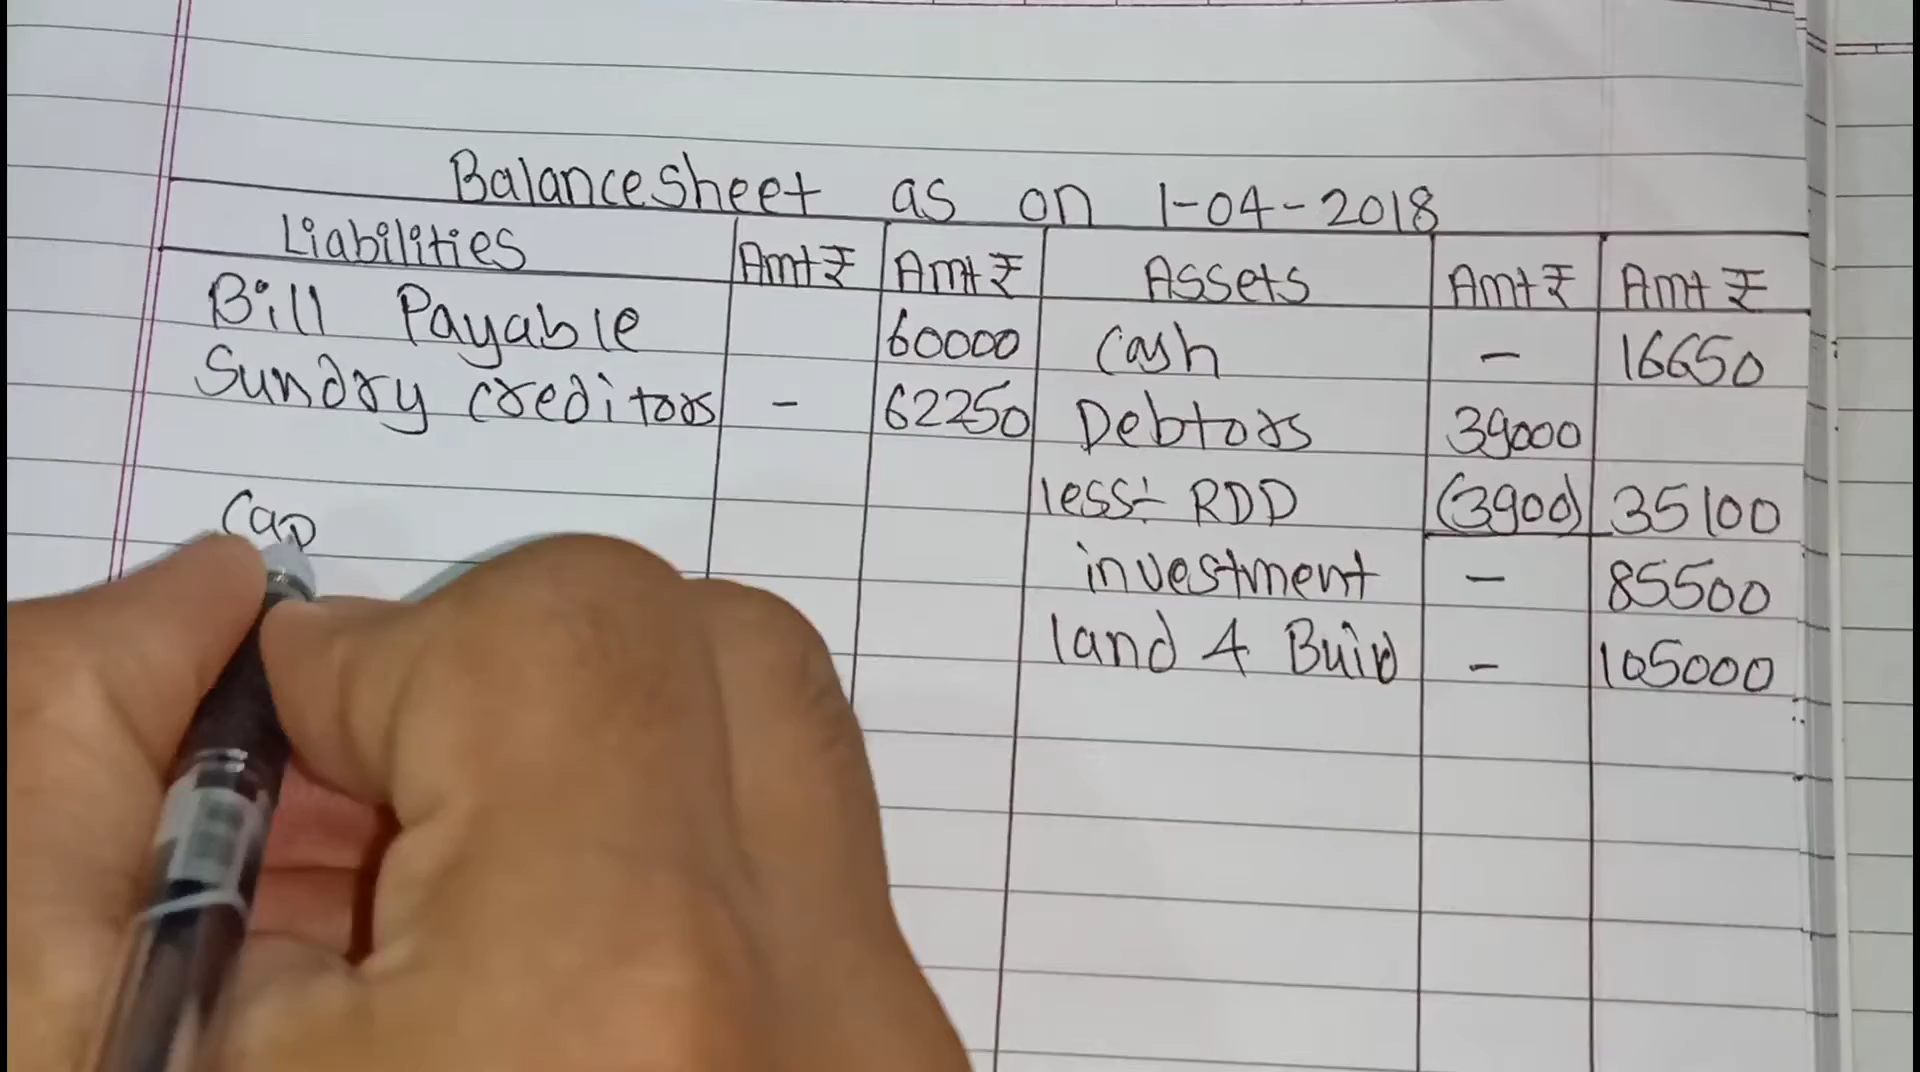 Balancesheet as on 1-04-2018
Liabilities Amt₹ Amt₹ Assets Amt₹ Amt₹
Bill Payable 60000 Cash - 16650
Sundry creditors - 62250 Debtors 39000
less:- RDD (3900) 35100
Cap investment - 85500
land & Buid - 105000